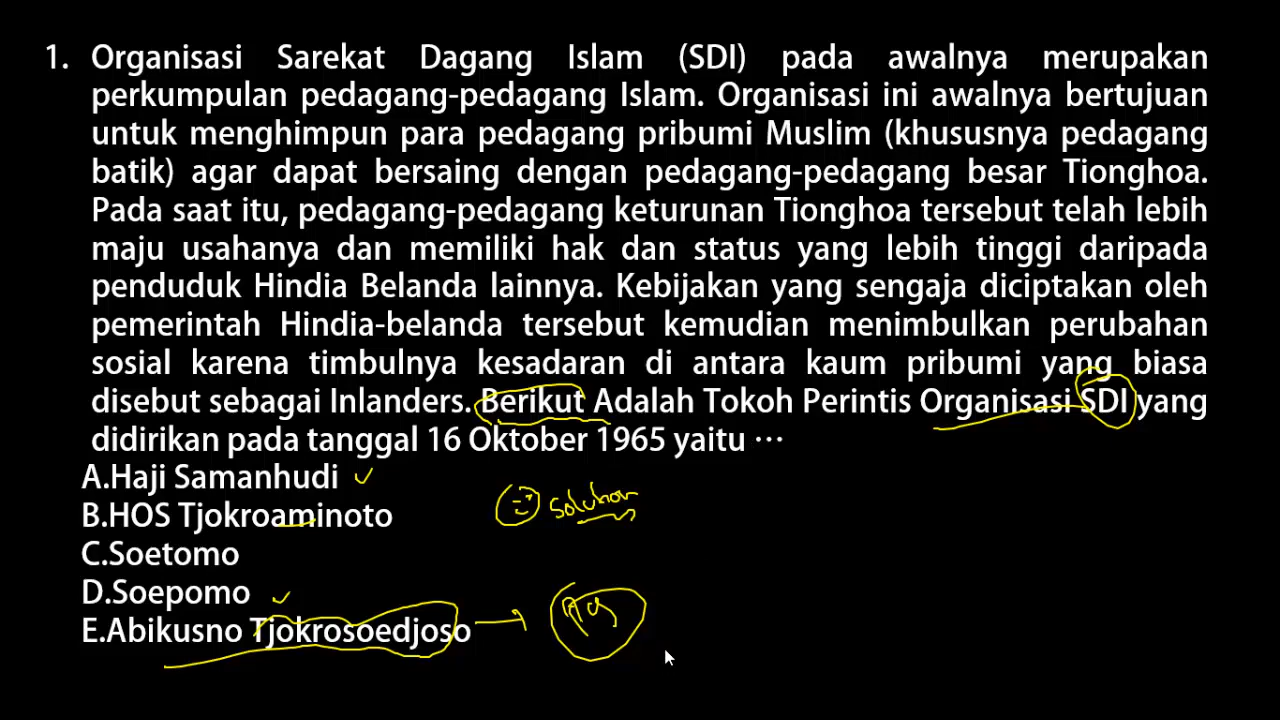 1. Organisasi Sarekat Dagang Islam (SDI) pada awalnya merupakan
perkumpulan pedagang-pedagang Islam. Organisasi ini awalnya bertujuan
untuk menghimpun para pedagang pribumi Muslim (khususnya pedagang
batik) agar dapat bersaing dengan pedagang-pedagang besar Tionghoa.
Pada saat itu, pedagang-pedagang keturunan Tionghoa tersebut telah lebih
maju usahanya dan memiliki hak dan status yang lebih tinggi daripada
penduduk Hindia Belanda lainnya. Kebijakan yang sengaja diciptakan oleh
pemerintah Hindia-belanda tersebut kemudian menimbulkan perubahan
sosial karena timbulnya kesadaran di antara kaum pribumi yang biasa
disebut sebagai Inlanders. Berikut Adalah Tokoh Perintis Organisasi SDI yang
didirikan pada tanggal 16 Oktober 1965 yaitu ⋯
A.Haji Samanhudi
B.HOS Tjokroaminoto
C.Soetomo
D.Soepomo
E.Abikusno Tjokrosoedjoso